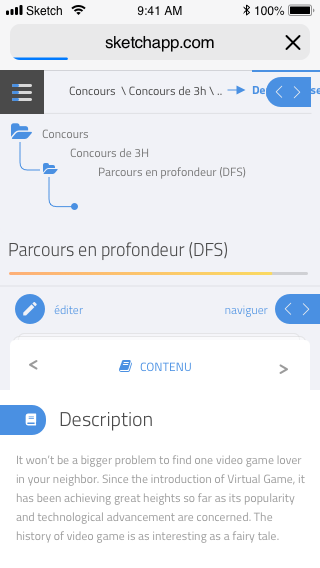 Sketch 9:41 AM 100%
sketchapp.com
Concours \ Concours de 3h \ .. De se
Concours
Concours de 3H
Parcours en profondeur (DFS)
Parcours en profondeur (DFS)
éditer naviguer
< CONTENU >
Description
It won't be a bigger problem to find one video game lover
in your neighbor. Since the introduction of Virtual Game, it
has been achieving great heights so far as its popularity
and technological advancement are concerned. The
history of video game is as interesting as a fairy tale.